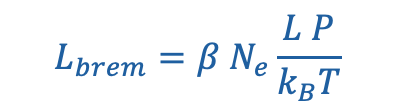 L_{brem} = β N_e \frac{L P}{k_B T}